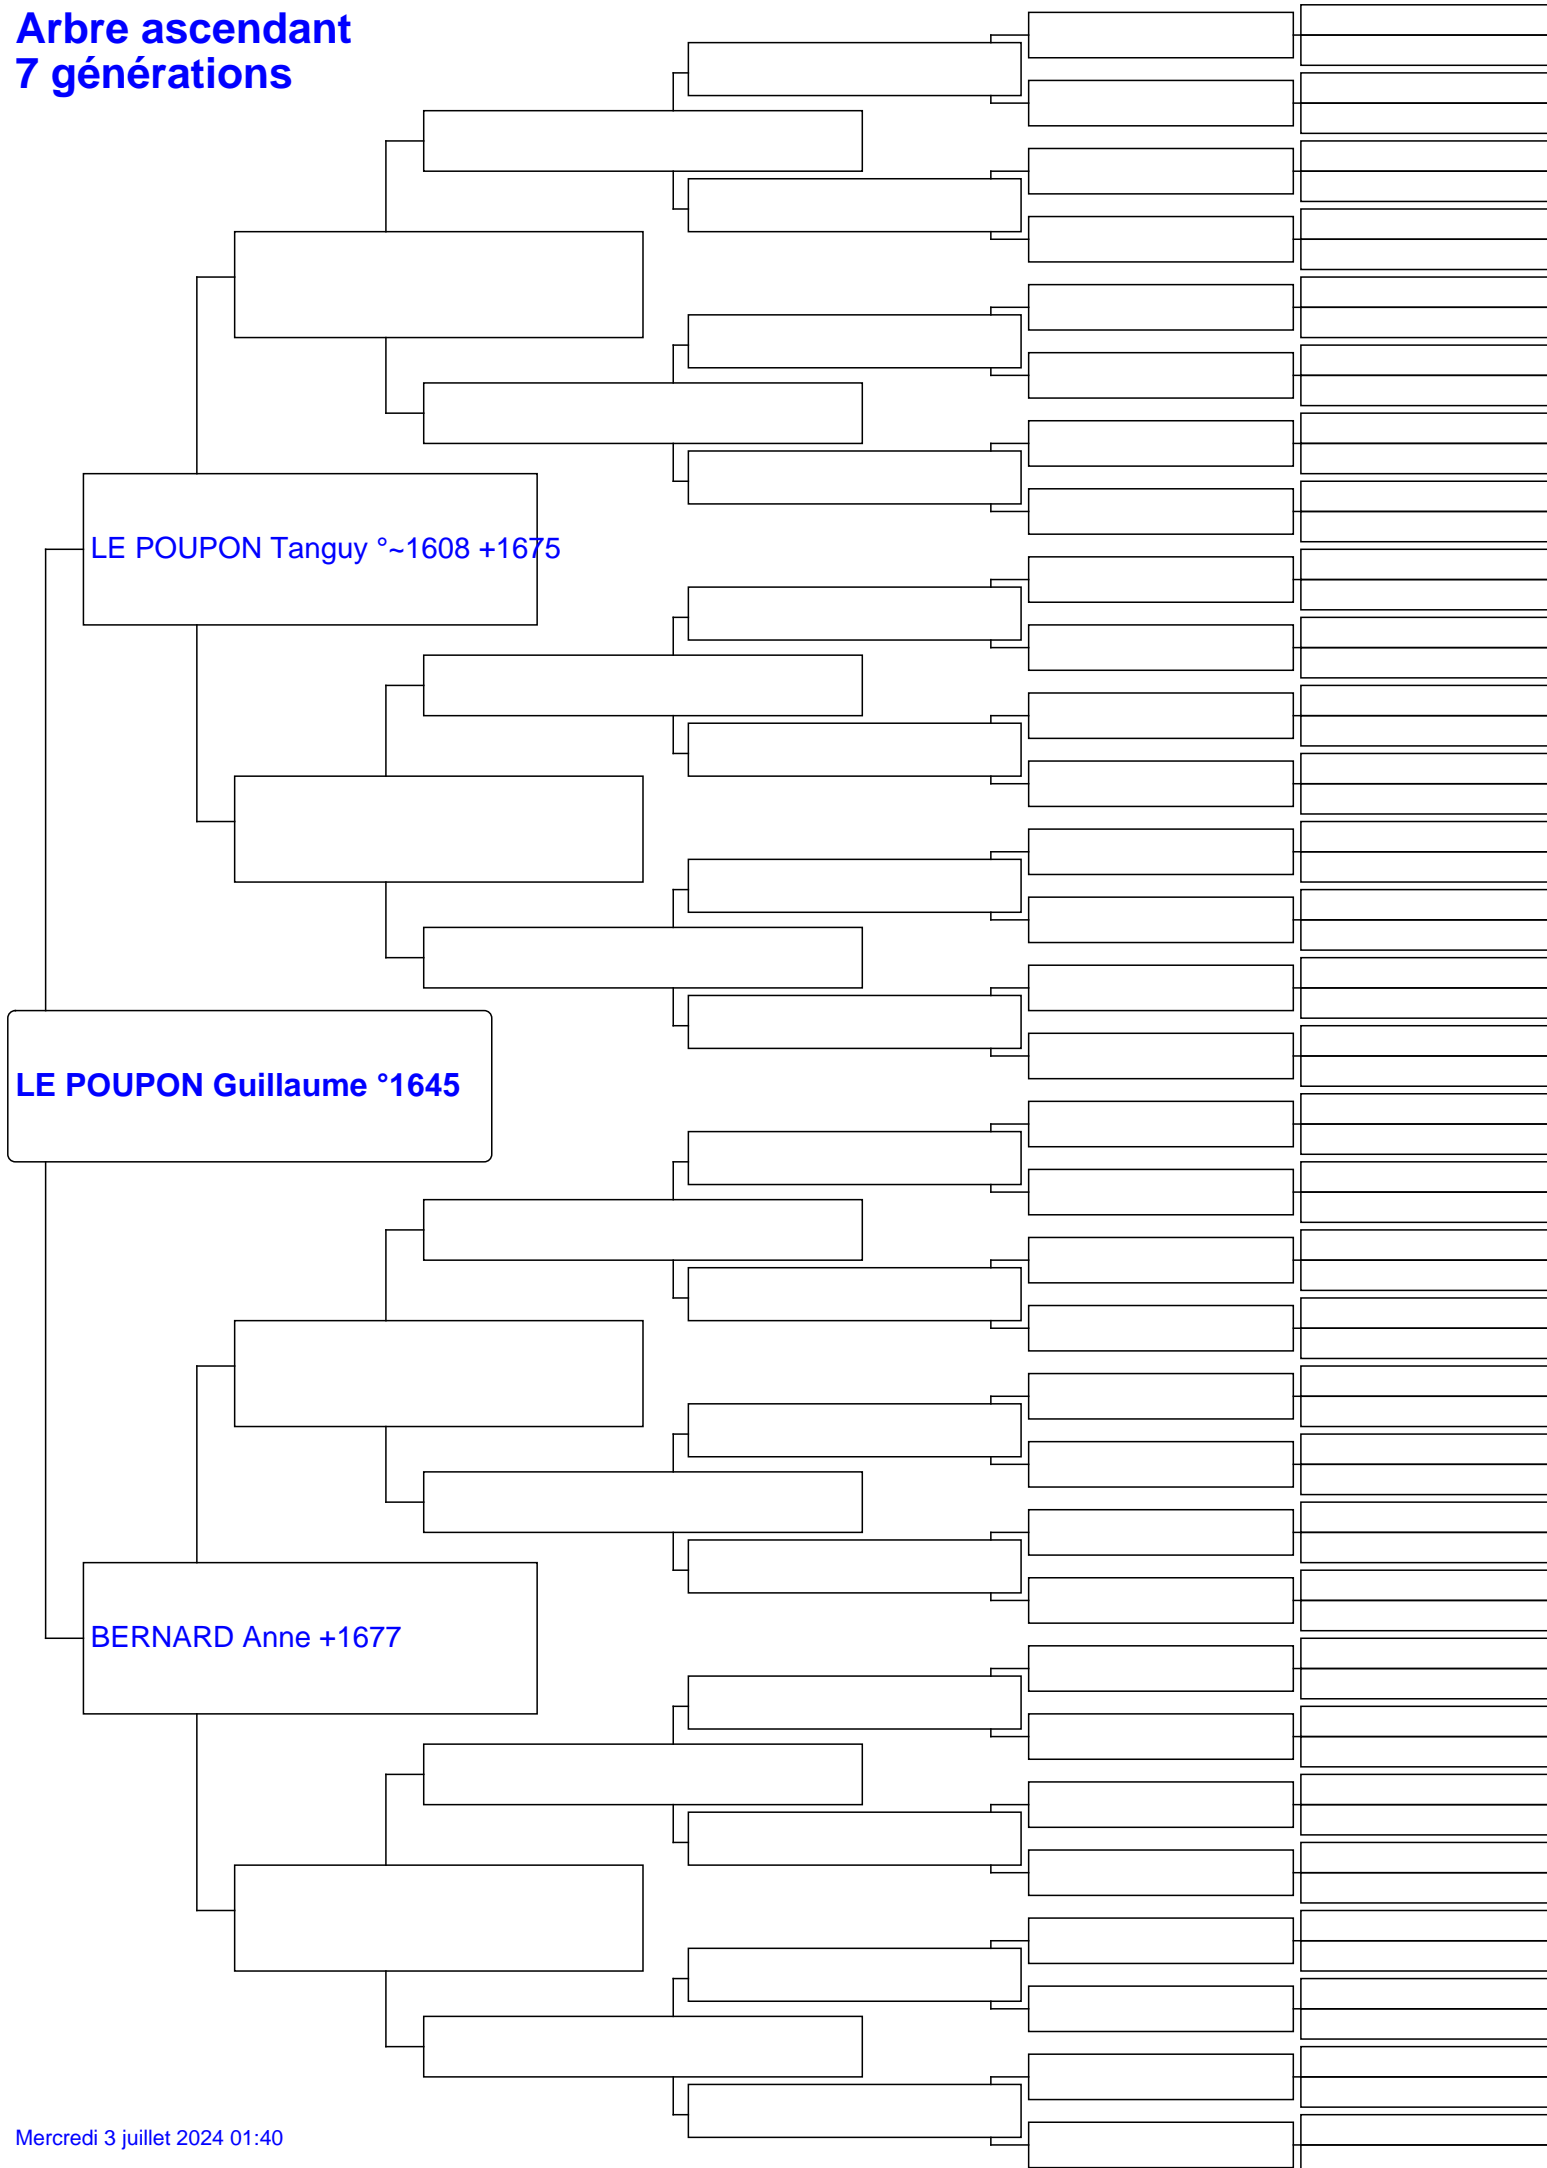 Arbre ascendant
7 générations
LE POUPON Tanguy °~1608 +1675
LE POUPON Guillaume °1645
BERNARD Anne +1677
Mercredi 3 juillet 2024 01:40